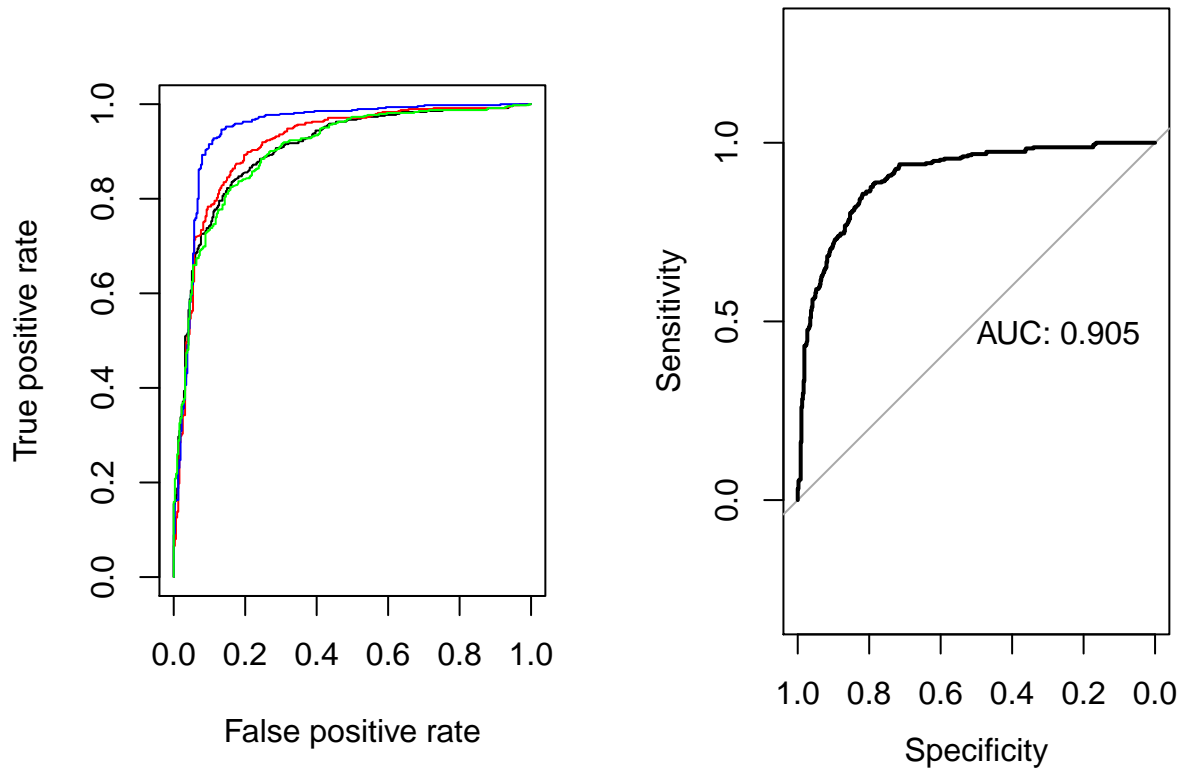 True positive rate
1.0
0.8
0.6
0.4
0.2
0.0
0.0 0.2 0.4 0.6 0.8 1.0
False positive rate
Sensitivity
1.0
0.5
0.0
AUC: 0.905
1.0 0.8 0.6 0.4 0.2 0.0
Specificity